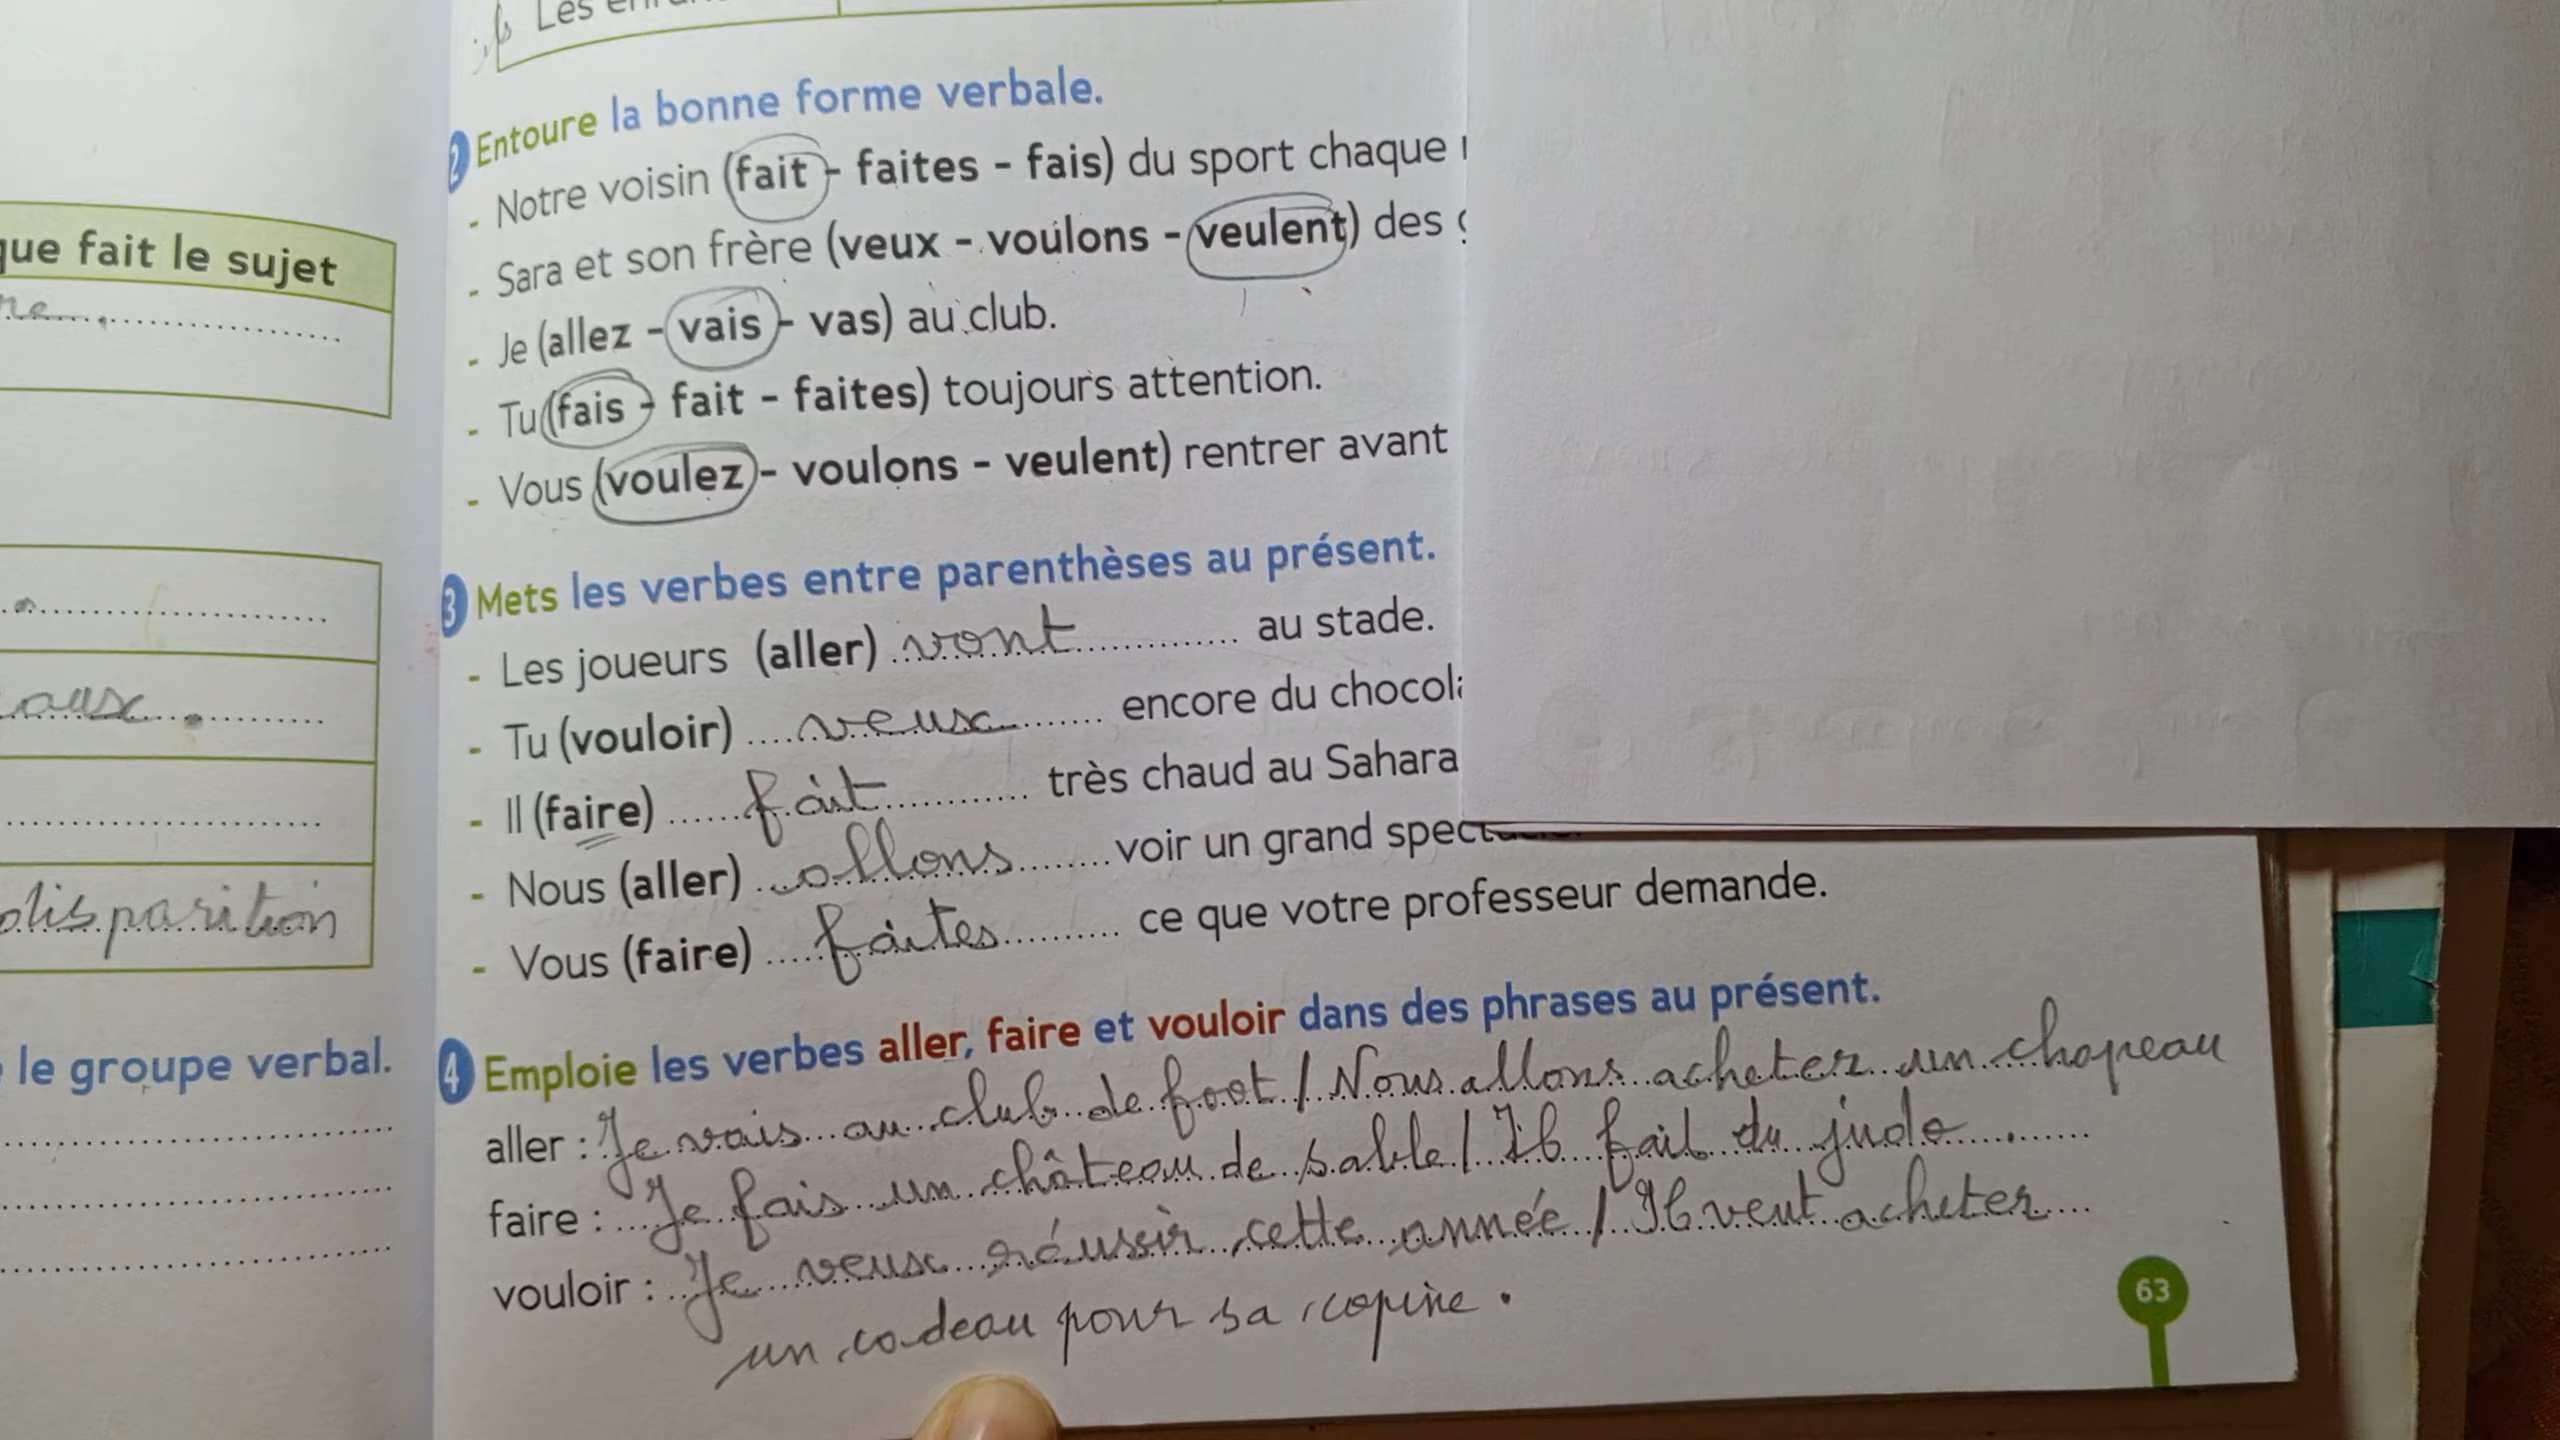 Les
que fait le sujet
disparition
le groupe verbal.
2 Entoure la bonne forme verbale.
- Notre voisin (fait - faites - fais) du sport chaque
- Sara et son frère (veux - voulons - veulent) des
- Je (allez - vais - vas) au club.
- Tu (fais - fait - faites) toujours attention.
- Vous (voulez - voulons - veulent) rentrer avant
3 Mets les verbes entre parenthèses au présent.
- Les joueurs (aller) vont au stade.
- Tu (vouloir) veux encore du chocola
- Il (faire) fait très chaud au Sahara
- Nous (aller) allons voir un grand spect
- Vous (faire) faites ce que votre professeur demande.
4 Emploie les verbes aller, faire et vouloir dans des phrases au présent.
aller : Je vais au club de foot / Nous allons acheter un chapeau
faire : Je fais un château de sable / Il fait du judo
vouloir : Je veux réussir cette année / Il veut acheter
un cadeau pour sa copine.
63